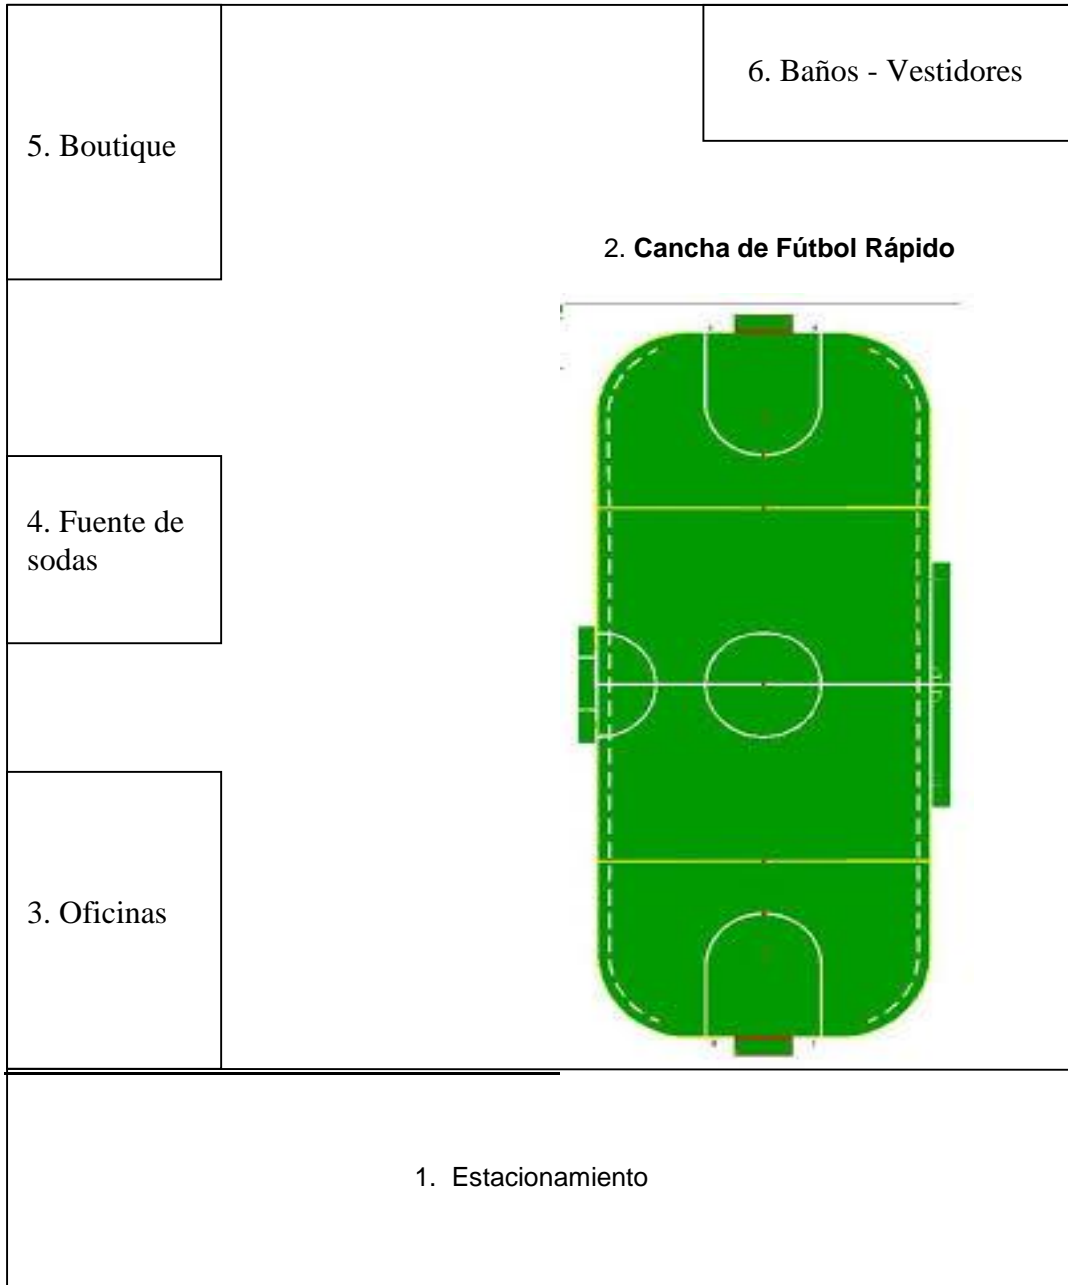 6. Baños - Vestidores
5. Boutique
2. Cancha de Fútbol Rápido
4. Fuente de
sodas
3. Oficinas
1. Estacionamiento